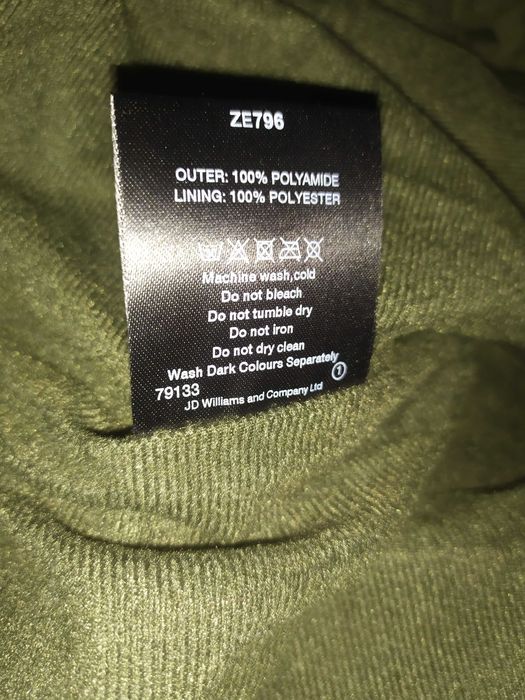 ZE796
OUTER: 100% POLYAMIDE
LINING: 100% POLYESTER
Machine wash,cold
Do not bleach
Do not tumble dry
Do not iron
Do not dry clean
Wash Dark Colours Separately
79133
JD Williams and Company Ltd
1